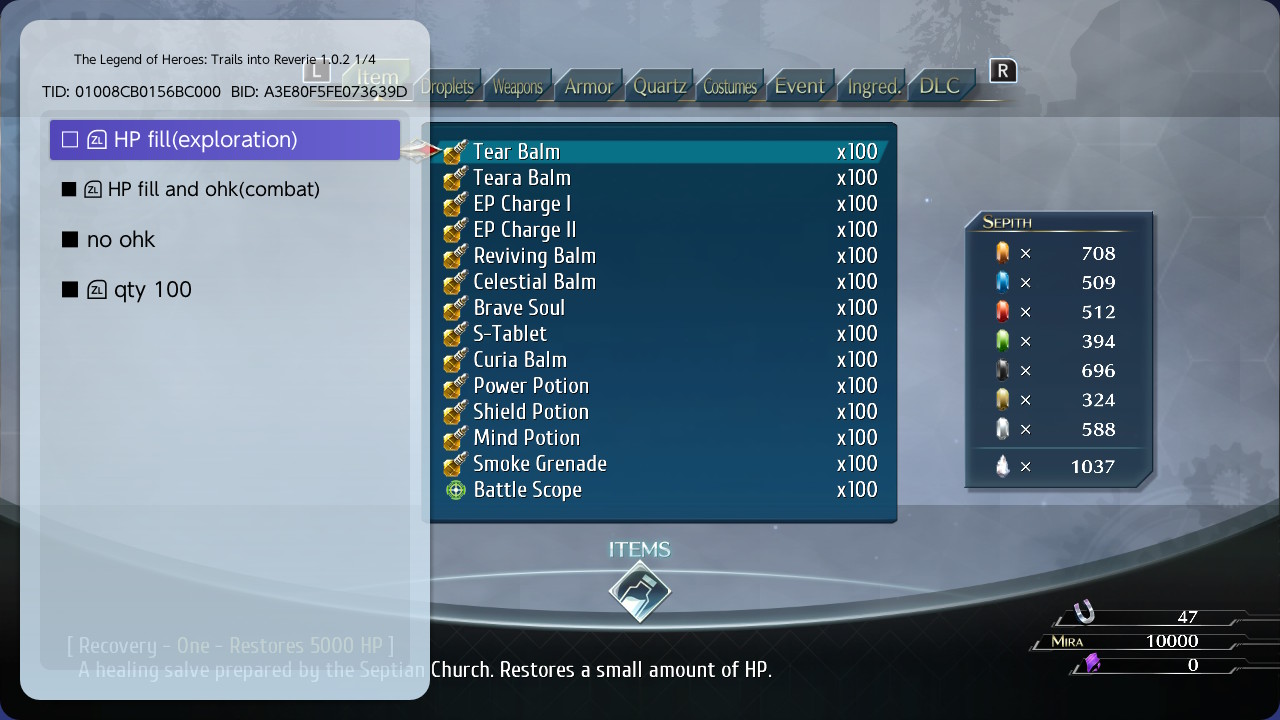 The Legend of Heroes: Trails into Reverie 1.0.2 1/4
TID: 01008CB0156BC000 BID: A3E80F5FE073639D
ZL HP fill(exploration)
ZL HP fill and ohk(combat)
no ohk
ZL qty 100
L Item Droplets Weapons Armor Quartz Costumes Event Ingred. DLC R
Tear Balm x100
Teara Balm x100
EP Charge I x100
EP Charge II x100
Reviving Balm x100
Celestial Balm x100
Brave Soul x100
S-Tablet x100
Curia Balm x100
Power Potion x100
Shield Potion x100
Mind Potion x100
Smoke Grenade x100
Battle Scope x100
SEPITH
× 708
× 509
× 512
× 394
× 696
× 324
× 588
× 1037
ITEMS
47
MIRA 10000
0
[ Recovery - One - Restores 5000 HP ]
A healing salve prepared by the Septian Church. Restores a small amount of HP.